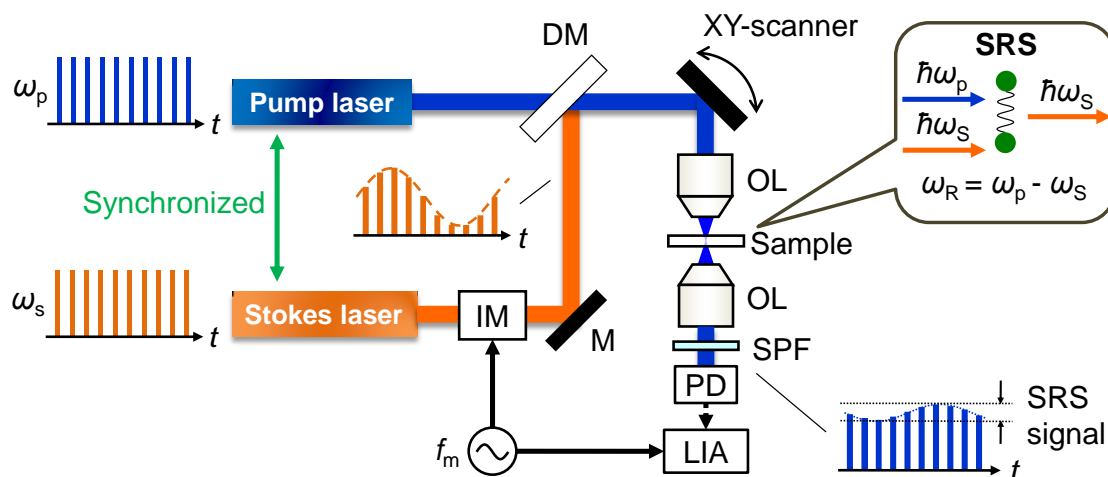 DM
XY-scanner
SRS
ωp
t
Pump laser
ħωp
ħωS
ħωS
ωR = ωp - ωS
Synchronized
t
OL
Sample
ωs
t
Stokes laser
IM
M
OL
SPF
PD
fm
LIA
SRS
signal
t